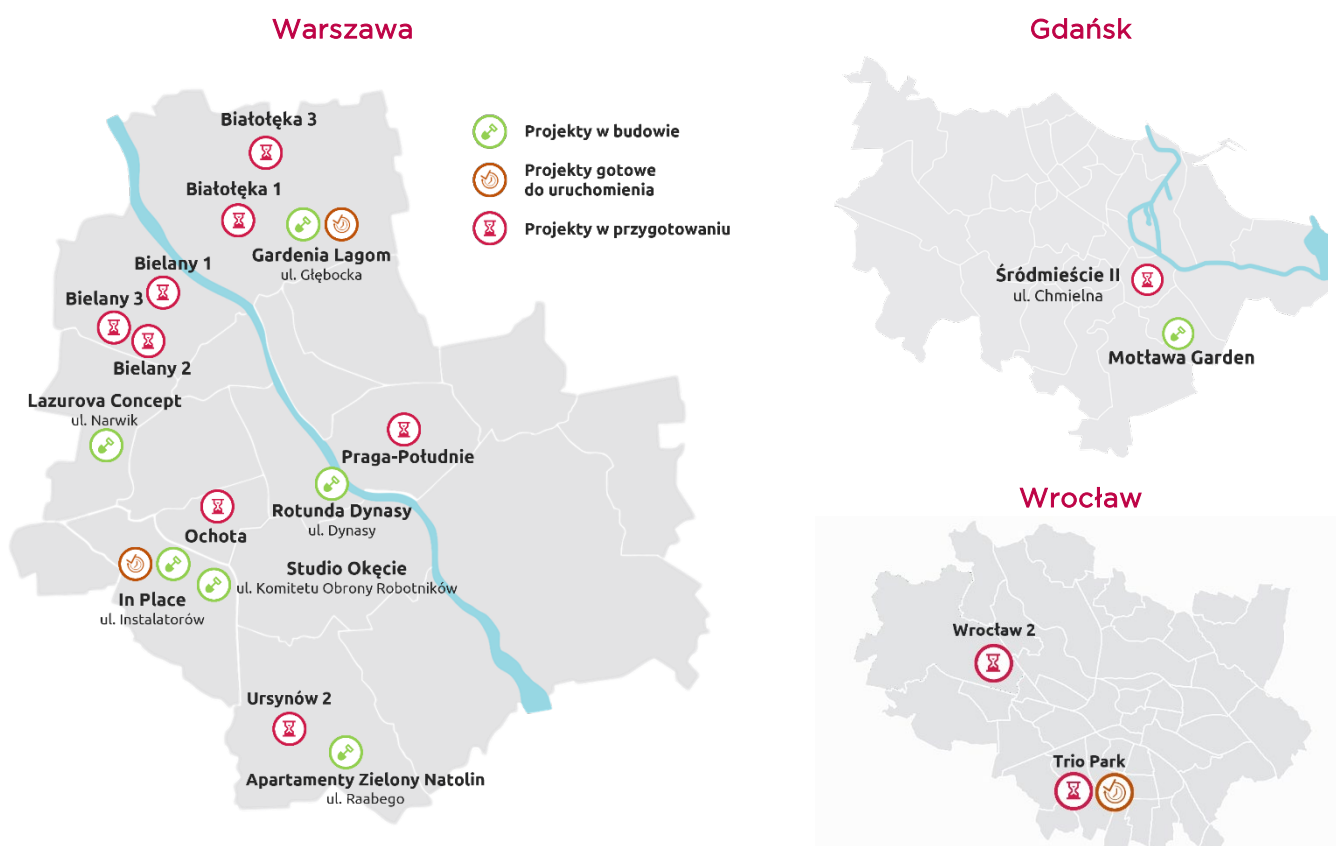 Warszawa
Białołęka 3
Białołęka 1
Gardenia Lagom
ul. Głębocka
Bielany 1
Bielany 3
Bielany 2
Lazurova Concept
ul. Narwik
Praga-Południe
Rotunda Dynasy
ul. Dynasy
Ochota
Studio Okęcie
ul. Komitetu Obrony Robotników
In Place
ul. Instalatorów
Ursynów 2
Apartamenty Zielony Natolin
ul. Raabego
Projekty w budowie
Projekty gotowe
do uruchomienia
Projekty w przygotowaniu
Gdańsk
Śródmieście II
ul. Chmielna
Motława Garden
Wrocław
Wrocław 2
Trio Park